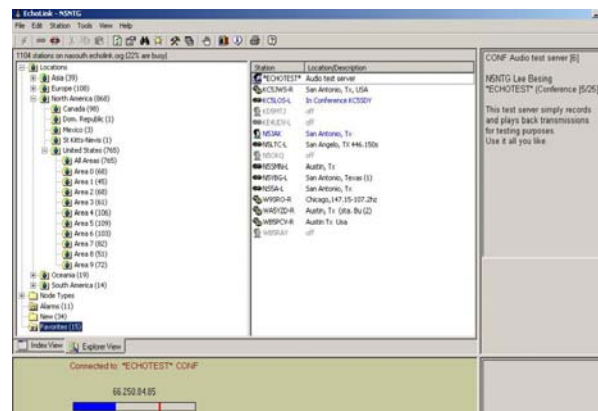 EchoLink - N5NTG
File Edit Station Tools View Help
1104 stations on nasouth.echolink.org (22% are busy)
Locations
Asia (39)
Europe (108)
North America (868)
Canada (98)
Dom. Republic (1)
Mexico (3)
St Kitts-Nevis (1)
United States (765)
All Areas (765)
Area 0 (68)
Area 1 (45)
Area 2 (68)
Area 3 (61)
Area 4 (106)
Area 5 (109)
Area 6 (103)
Area 7 (82)
Area 8 (51)
Area 9 (72)
Oceania (19)
South America (14)
Node Types
Alarms (11)
New (34)
Favorites (15)
Index View Explorer View
Station Location/Description
*ECHOTEST* Audio test server
KC5JWS-R San Antonio, Tx, USA
KC5LOS-L In Conference KC5SDY
off
off
N5JAK San Antonio, Tx
N5LTC-L San Angelo, TX 446.150s
off
N5SMN-L Austin, Tx
N5YBG-L San Antonio, Texas (1)
N5SA-L San Antonio, Tx
W9SRO-R Chicago,147.15-107.2hz
WA5YZD-R Austin, Tx (2)
WB5PCV-R Austin Tx Usa
off
CONF Audio test server [6]
N5NTG Lee Besing
*ECHOTEST* (Conference [5/25]
This test server simply records
and plays back transmissions
for testing purposes.
Use it all you like.
Connected to: *ECHOTEST* CONF
66.250.84.85